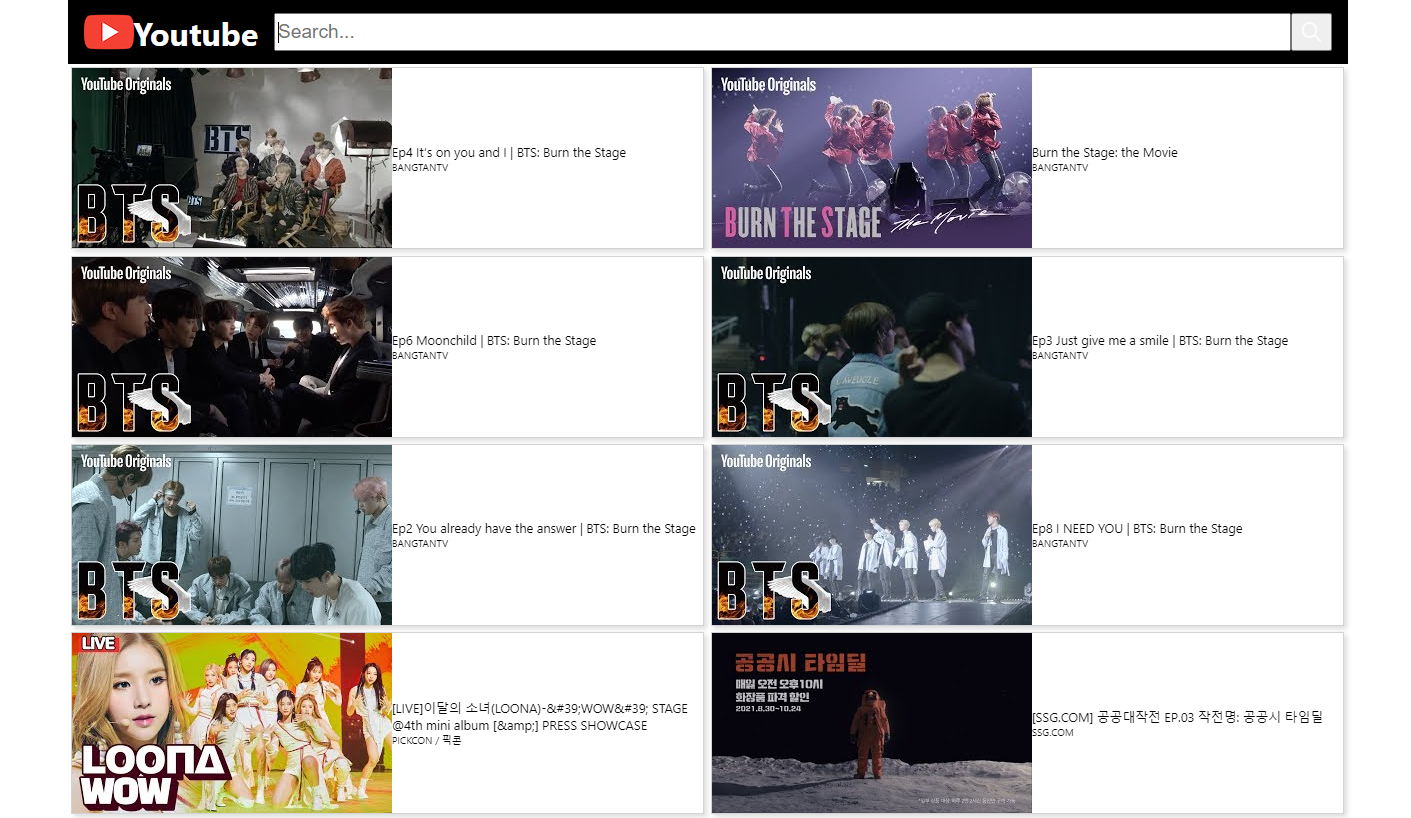 Youtube
Search...
YouTube Originals
BTS
BTS
Ep4 It's on you and I | BTS: Burn the Stage
BANGTANTV
YouTube Originals
BURN THE STAGE the Movie
Burn the Stage: the Movie
BANGTANTV
YouTube Originals
BTS
Ep6 Moonchild | BTS: Burn the Stage
BANGTANTV
YouTube Originals
BTS
Ep3 Just give me a smile | BTS: Burn the Stage
BANGTANTV
YouTube Originals
BTS
Ep2 You already have the answer | BTS: Burn the Stage
BANGTANTV
YouTube Originals
BTS
Ep8 I NEED YOU | BTS: Burn the Stage
BANGTANTV
LIVE
LOONA
WOW
[LIVE]이달의 소녀(LOONA)-&#39;WOW&#39; STAGE
@4th mini album [&amp;] PRESS SHOWCASE
PICKCON / 픽콘
공공시 타임딜
매일 오전 오후10시
화장품 파격 할인
2021.8.30~10.24
[SSG.COM] 공공대작전 EP.03 작전명: 공공시 타임딜
SSG.COM